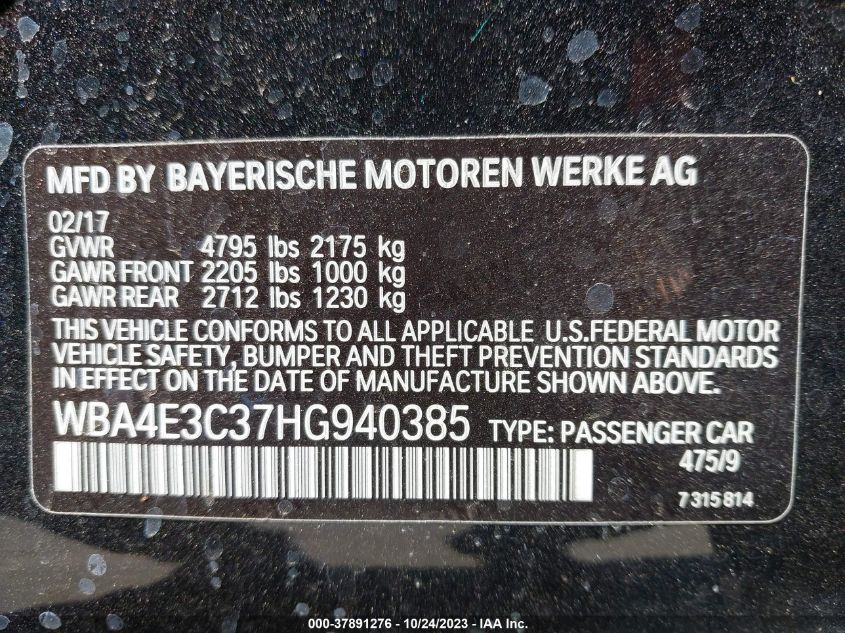 MFD BY BAYERISCHE MOTOREN WERKE AG
02/17
GVWR 4795 lbs 2175 kg
GAWR FRONT 2205 lbs 1000 kg
GAWR REAR 2712 lbs 1230 kg
THIS VEHICLE CONFORMS TO ALL APPLICABLE U.S.FEDERAL MOTOR
VEHICLE SAFETY, BUMPER AND THEFT PREVENTION STANDARDS
IN EFFECT ON THE DATE OF MANUFACTURE SHOWN ABOVE.
WBA4E3C37HG940385 TYPE: PASSENGER CAR
475/9
7315814
000-37891276 - 10/24/2023 - IAA Inc.